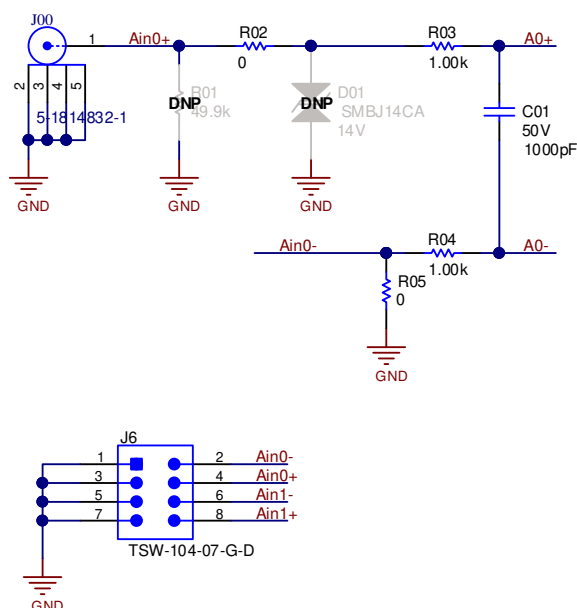 J00
1
Ain0+
R02
0
R03
1.00k
A0+
2
3
4
5
5-1814832-1
R01
DNP
49.9k
D01
DNP
SMBJ14CA
14V
C01
50V
1000pF
GND
GND
GND
Ain0-
R04
1.00k
A0-
R05
0
GND
J6
1
2
Ain0-
3
4
Ain0+
5
6
Ain1-
7
8
Ain1+
TSW-104-07-G-D
GND